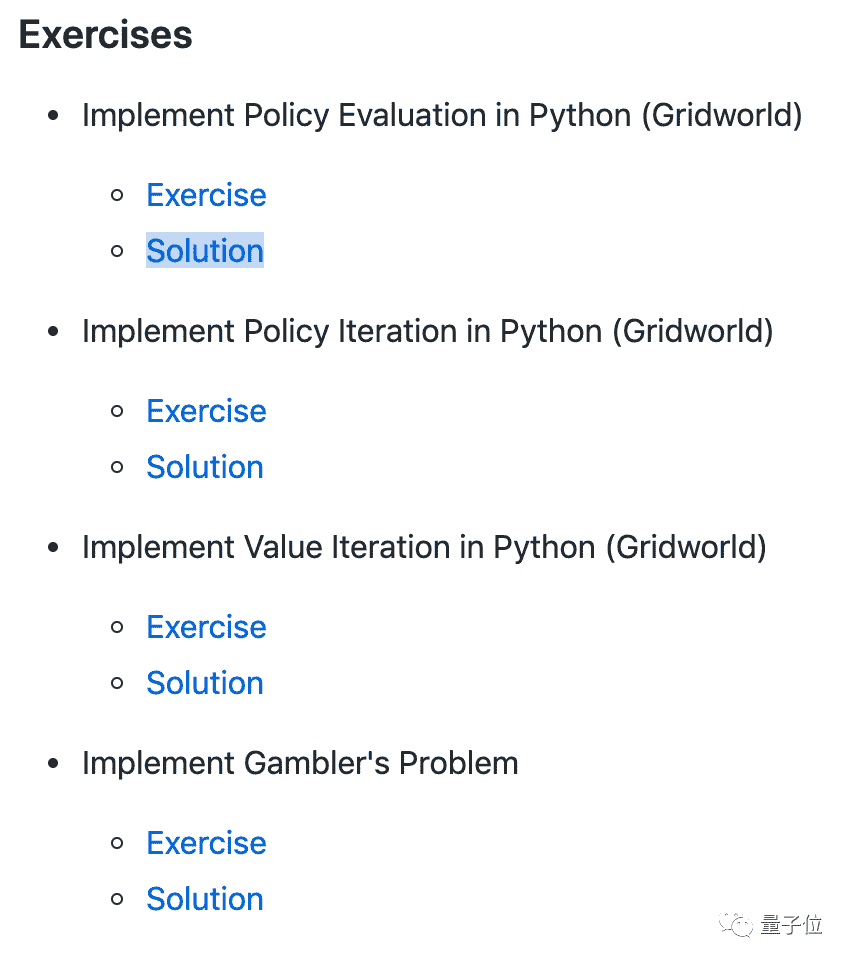 Exercises
Implement Policy Evaluation in Python (Gridworld)
Exercise
Solution
Implement Policy Iteration in Python (Gridworld)
Exercise
Solution
Implement Value Iteration in Python (Gridworld)
Exercise
Solution
Implement Gambler's Problem
Exercise
Solution
量子位